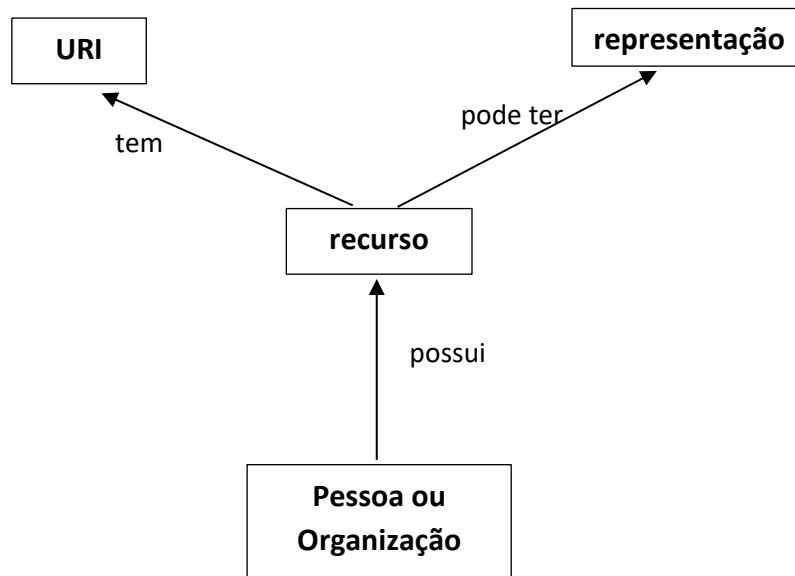 URI
representação
pode ter
tem
recurso
possui
Pessoa ou
Organização